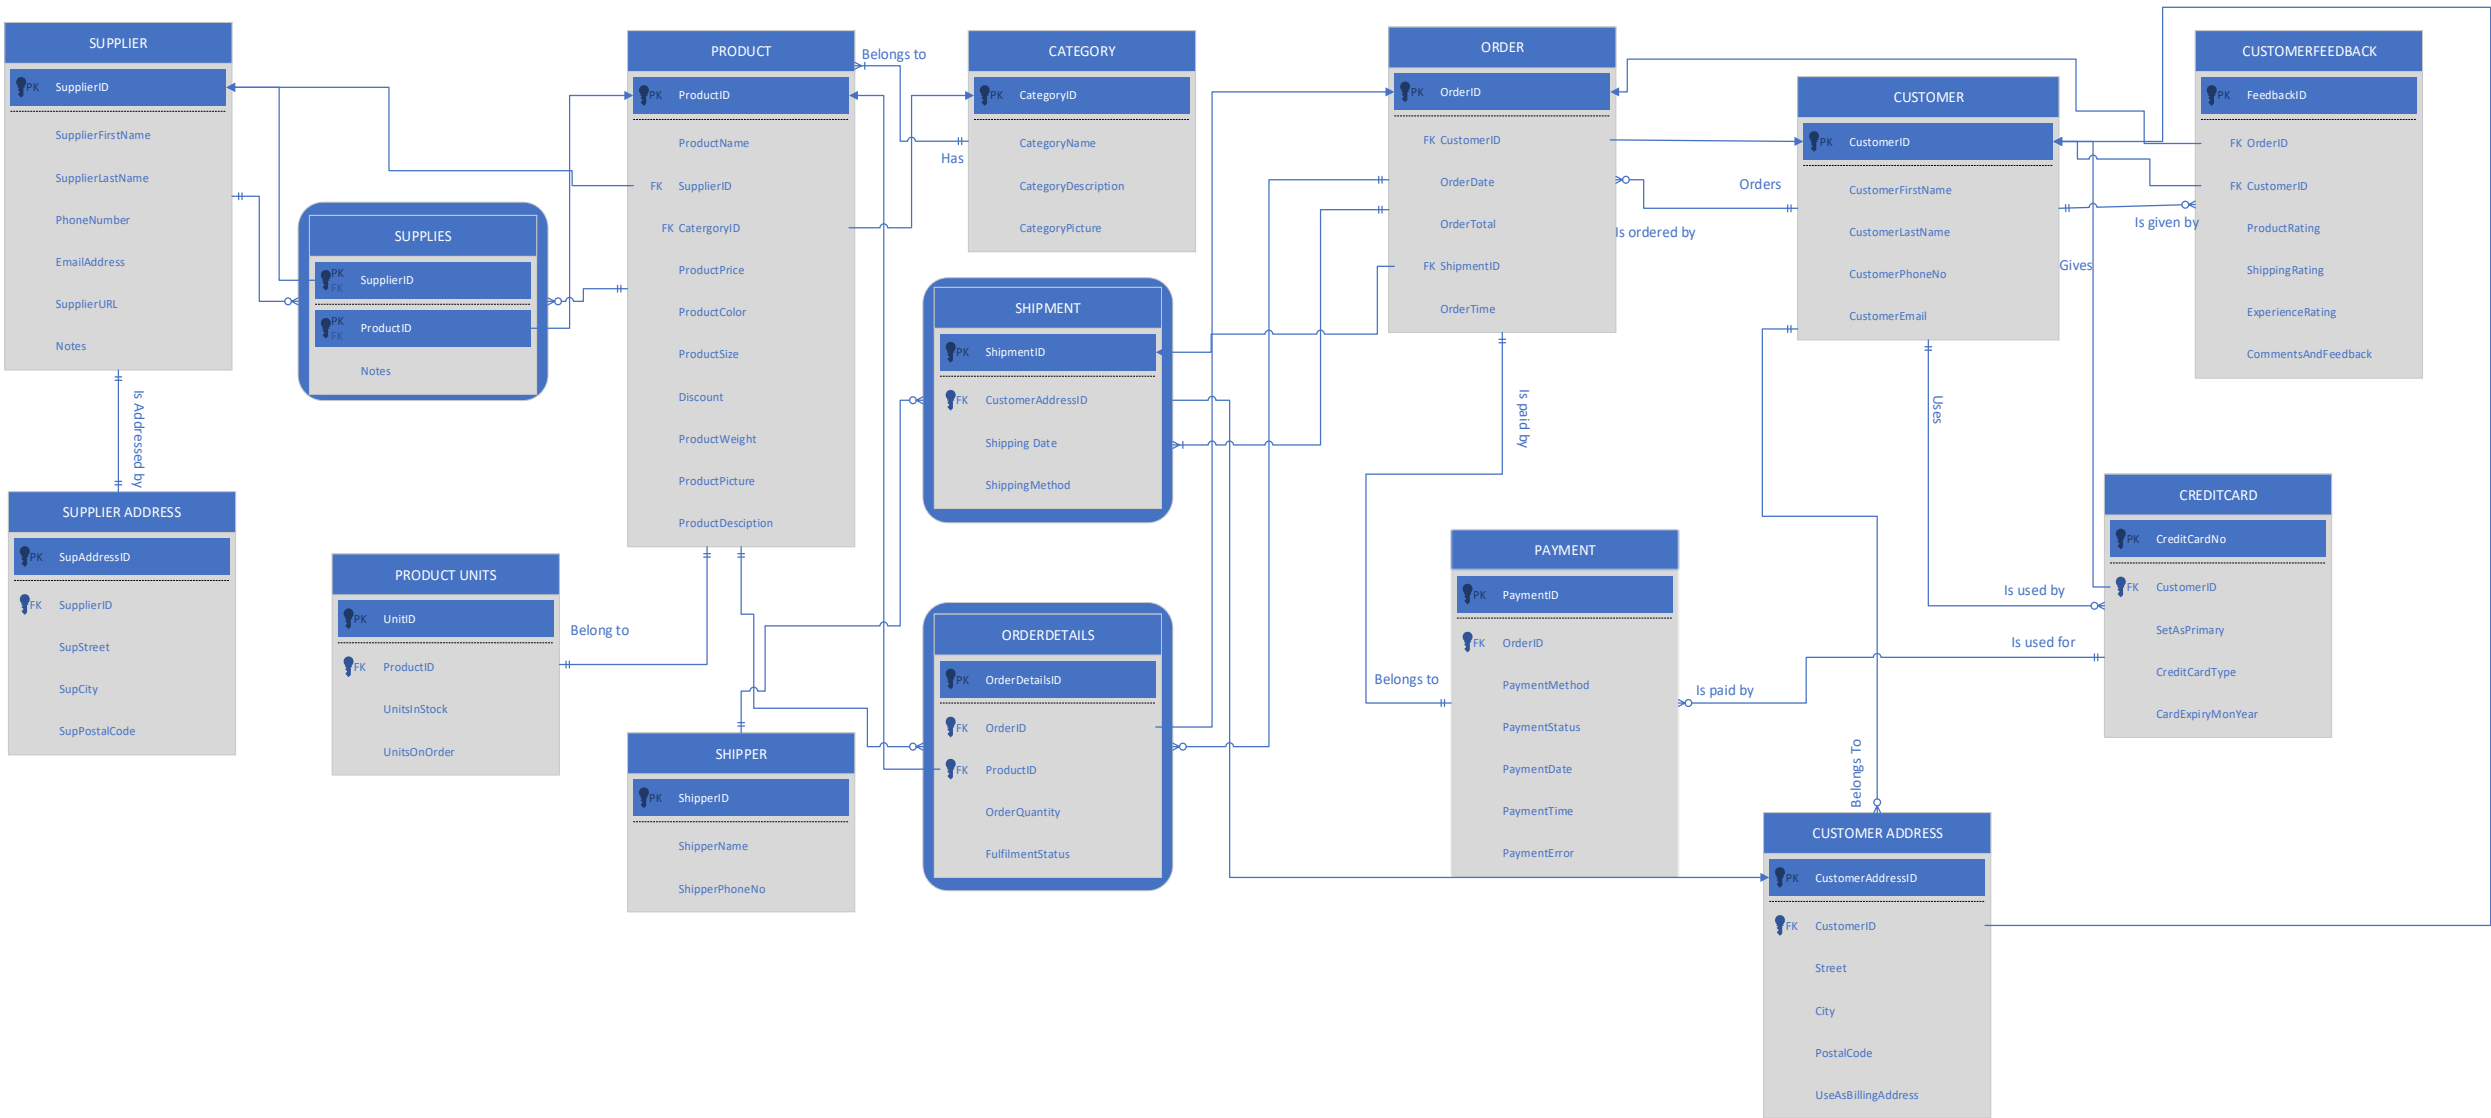 SUPPLIER
PK SupplierID
SupplierFirstName
SupplierLastName
PhoneNumber
EmailAddress
SupplierURL
Notes
Is Addressed by
SUPPLIER ADDRESS
PK SupAddressID
FK SupplierID
SupStreet
SupCity
SupPostalCode
SUPPLIES
PK
FK
SupplierID
PK
FK
ProductID
Notes
PRODUCT UNITS
PK UnitID
FK ProductID
UnitsInStock
UnitsOnOrder
Belong to
PRODUCT
PK ProductID
ProductName
FK SupplierID
FK CatergoryID
ProductPrice
ProductColor
ProductSize
Discount
ProductWeight
ProductPicture
ProductDesciption
Belongs to
Has
SHIPPER
PK ShipperID
ShipperName
ShipperPhoneNo
CATEGORY
PK CategoryID
CategoryName
CategoryDescription
CategoryPicture
SHIPMENT
PK ShipmentID
FK CustomerAddressID
Shipping Date
ShippingMethod
ORDERDETAILS
PK OrderDetailsID
FK OrderID
FK ProductID
OrderQuantity
FulfilmentStatus
ORDER
PK OrderID
FK CustomerID
OrderDate
OrderTotal
FK ShipmentID
OrderTime
Orders
Is ordered by
Is paid by
Belongs to
PAYMENT
PK PaymentID
FK OrderID
PaymentMethod
PaymentStatus
PaymentDate
PaymentTime
PaymentError
Is paid by
CUSTOMER
PK CustomerID
CustomerFirstName
CustomerLastName
CustomerPhoneNo
CustomerEmail
Is given by
Gives
Uses
Is used by
Is used for
Belongs To
CUSTOMERFEEDBACK
PK FeedbackID
FK OrderID
FK CustomerID
ProductRating
ShippingRating
ExperienceRating
CommentsAndFeedback
CREDITCARD
PK CreditCardNo
FK CustomerID
SetAsPrimary
CreditCardType
CardExpiryMonYear
CUSTOMER ADDRESS
PK CustomerAddressID
FK CustomerID
Street
City
PostalCode
UseAsBillingAddress